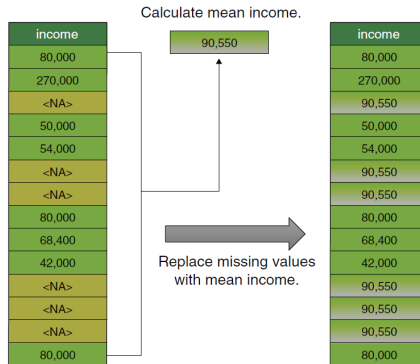 Calculate mean income.
90,550
income
80,000
270,000
<NA>
50,000
54,000
<NA>
<NA>
80,000
68,400
42,000
<NA>
<NA>
<NA>
80,000
Replace missing values
with mean income.
income
80,000
270,000
90,550
50,000
54,000
90,550
90,550
80,000
68,400
42,000
90,550
90,550
90,550
80,000